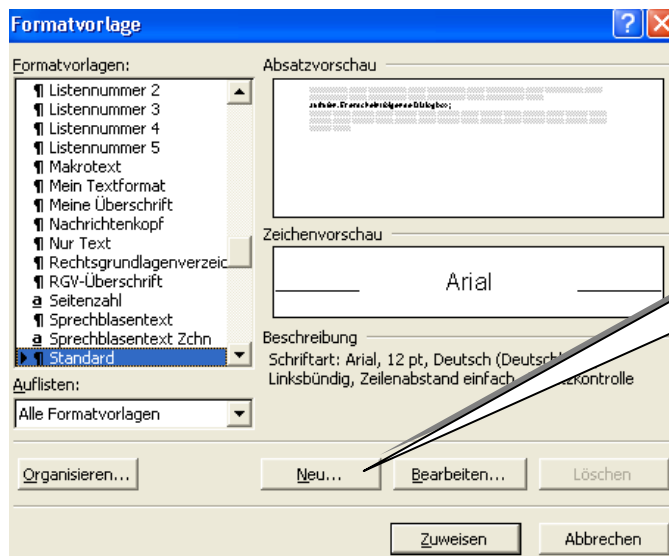 Formatvorlage
Formatvorlagen:
Listennummer 2
Listennummer 3
Listennummer 4
Listennummer 5
Makrotext
Mein Textformat
Meine Überschrift
Nachrichtenkopf
Nur Text
Rechtsgrundlagenverzeic
RGV-Überschrift
Seitenzahl
Sprechblasentext
Sprechblasentext Zchn
Standard
Auflisten:
Alle Formatvorlagen
Absatzvorschau
Zeichenvorschau
Arial
Beschreibung
Schriftart: Arial, 12 pt, Deutsch
Linksbündig, Zeilenabstand einfach
Organisieren...
Neu...
Bearbeiten...
Löschen
Zuweisen
Abbrechen